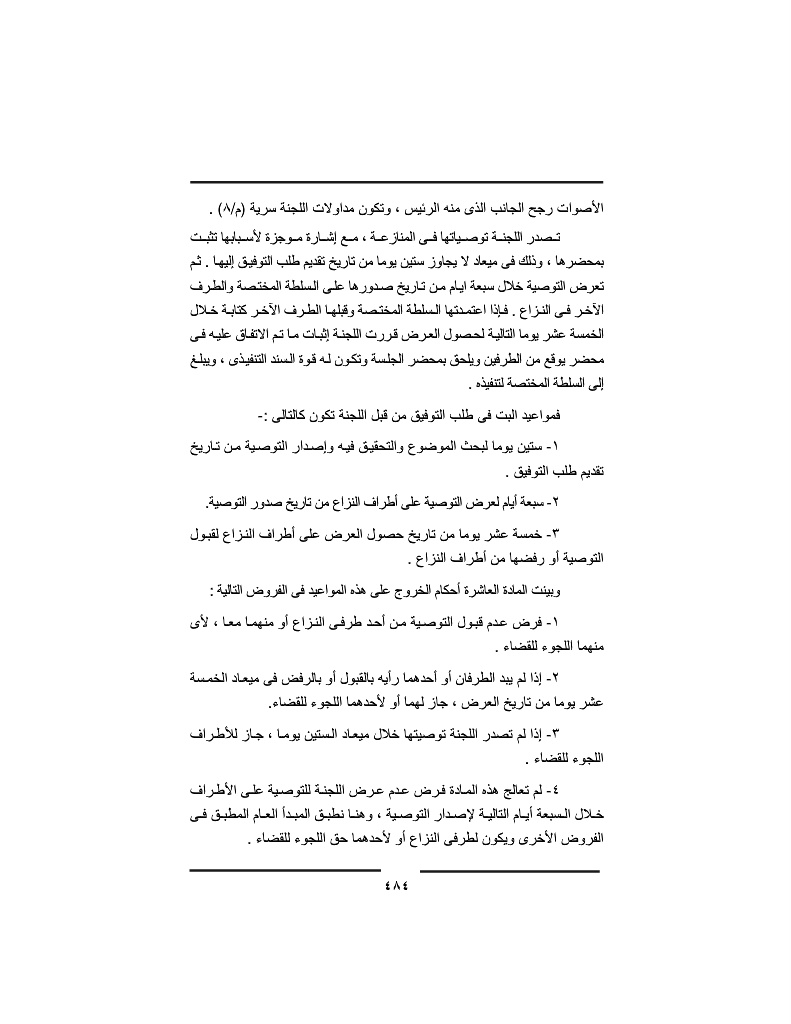 الأصوات رجح الجانب الذى منه الرئيس ، وتكون مداولات اللجنة سرية (م/٨) .
تصدر اللجنة توصياتها فى المنازعة ، مع إشارة موجزة لأسبابها تثبت
بمحضرها ، وذلك فى ميعاد لا يجاوز ستين يوما من تاريخ تقديم طلب التوفيق إليها . ثم
تعرض التوصية خلال سبعة ايام من تاريخ صدورها على السلطة المختصة والطرف
الآخر فى النزاع . فإذا اعتمدتها السلطة المختصة وقبلها الطرف الآخر كتابة خلال
الخمسة عشر يوما التالية لحصول العرض قررت اللجنة إثبات ما تم الاتفاق عليه فى
محضر يوقع من الطرفين ويلحق بمحضر الجلسة وتكون له قوة السند التنفيذى ، ويبلغ
إلى السلطة المختصة لتنفيذه .
فمواعيد البت فى طلب التوفيق من قبل اللجنة تكون كالتالى :-
١- ستين يوما لبحث الموضوع والتحقيق فيه وإصدار التوصية من تاريخ
تقديم طلب التوفيق .
٢- سبعة أيام لعرض التوصية على أطراف النزاع من تاريخ صدور التوصية.
٣- خمسة عشر يوما من تاريخ حصول العرض على أطراف النزاع لقبول
التوصية أو رفضها من أطراف النزاع .
وبينت المادة العاشرة أحكام الخروج على هذه المواعيد فى الفروض التالية :
١- فرض عدم قبول التوصية من أحد طرفى النزاع أو منهما معا ، لأى
منهما اللجوء للقضاء .
٢- إذا لم يبد الطرفان أو أحدهما رأيه بالقبول أو بالرفض فى ميعاد الخمسة
عشر يوما من تاريخ العرض ، جاز لهما أو لأحدهما اللجوء للقضاء.
٣- إذا لم تصدر اللجنة توصيتها خلال ميعاد الستين يوما ، جاز للأطراف
اللجوء للقضاء .
٤- لم تعالج هذه المادة فرض عدم عرض اللجنة للتوصية على الأطراف
خلال السبعة أيام التالية لإصدار التوصية ، وهنا نطبق المبدأ العام المطبق فى
الفروض الأخرى ويكون لطرفى النزاع أو لأحدهما حق اللجوء للقضاء .
٤٨٤